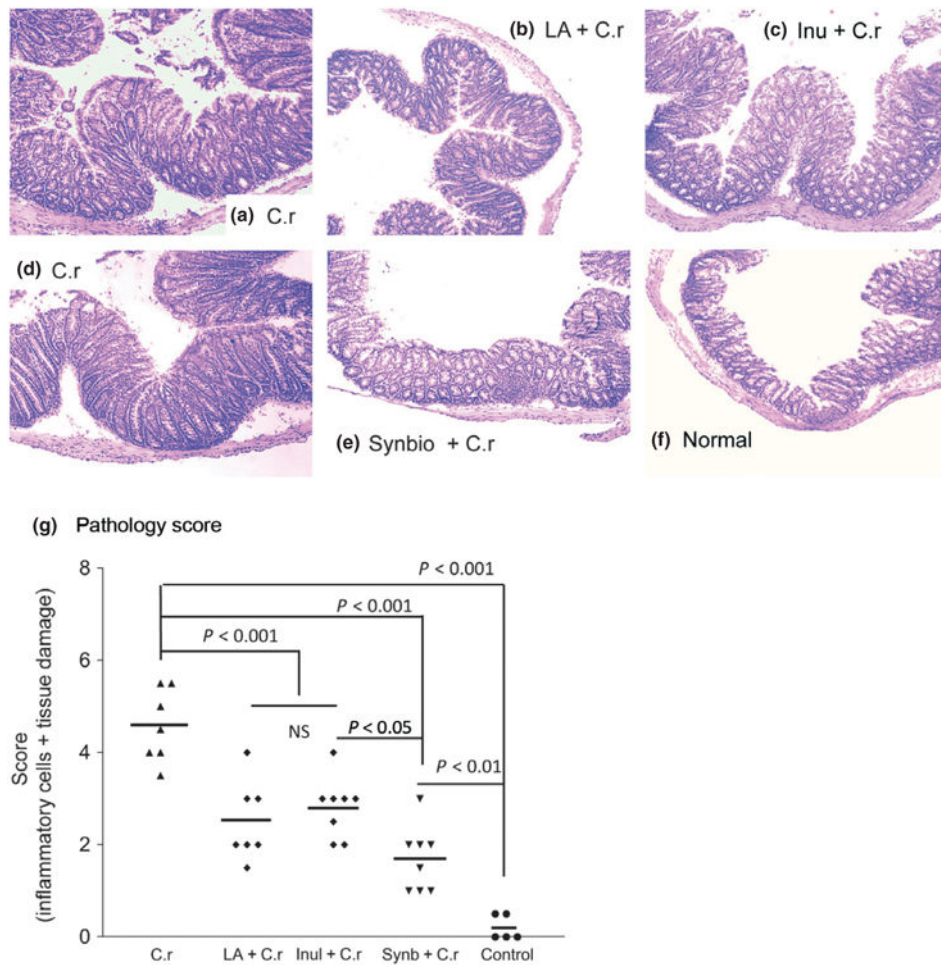 (a) C.r
(b) LA + C.r
(c) Inu + C.r
(d) C.r
(e) Synbio + C.r
(f) Normal
(g) Pathology score
P < 0.001
P < 0.001
P < 0.001
NS
P < 0.05
P < 0.01
Score
(inflammatory cells + tissue damage)
8
6
4
2
0
C.r LA + C.r Inul + C.r Synb + C.r Control